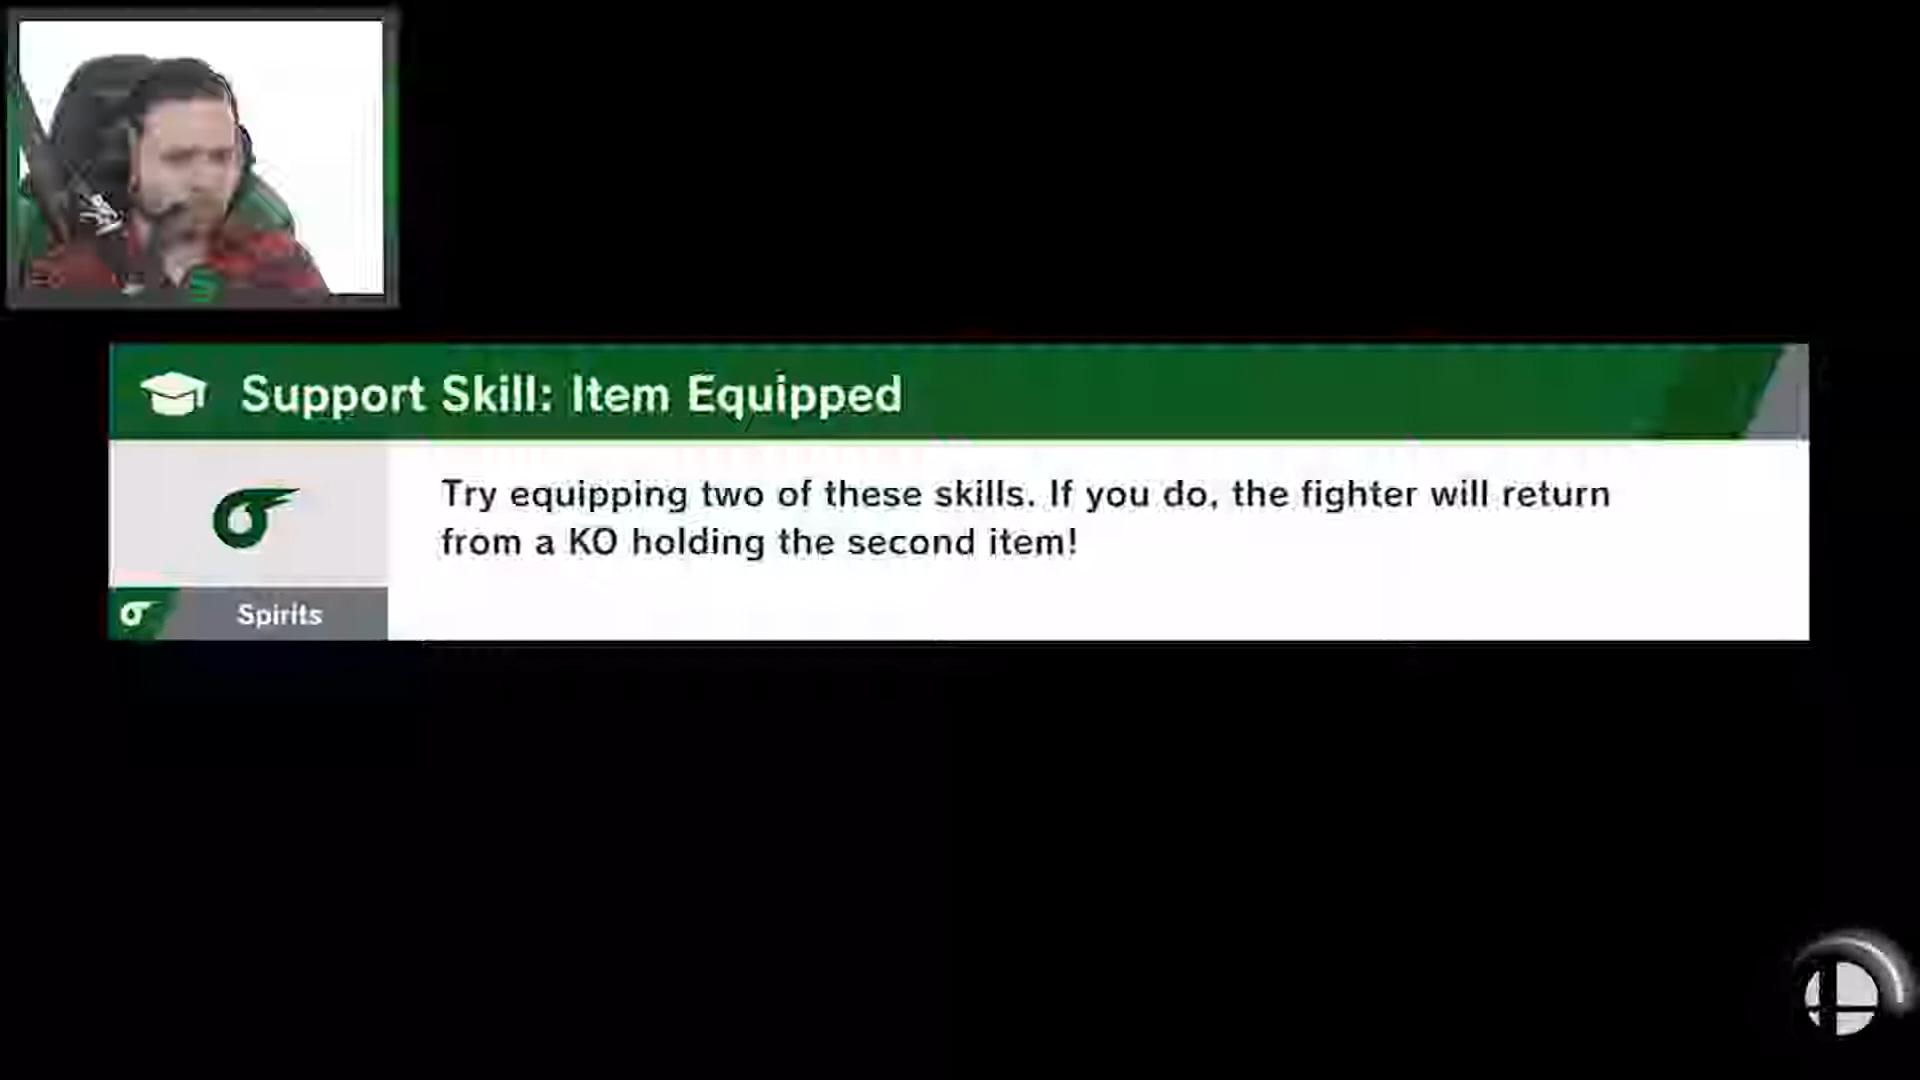 Support Skill: Item Equipped
Try equipping two of these skills. If you do, the fighter will return
from a KO holding the second item!
Spirits